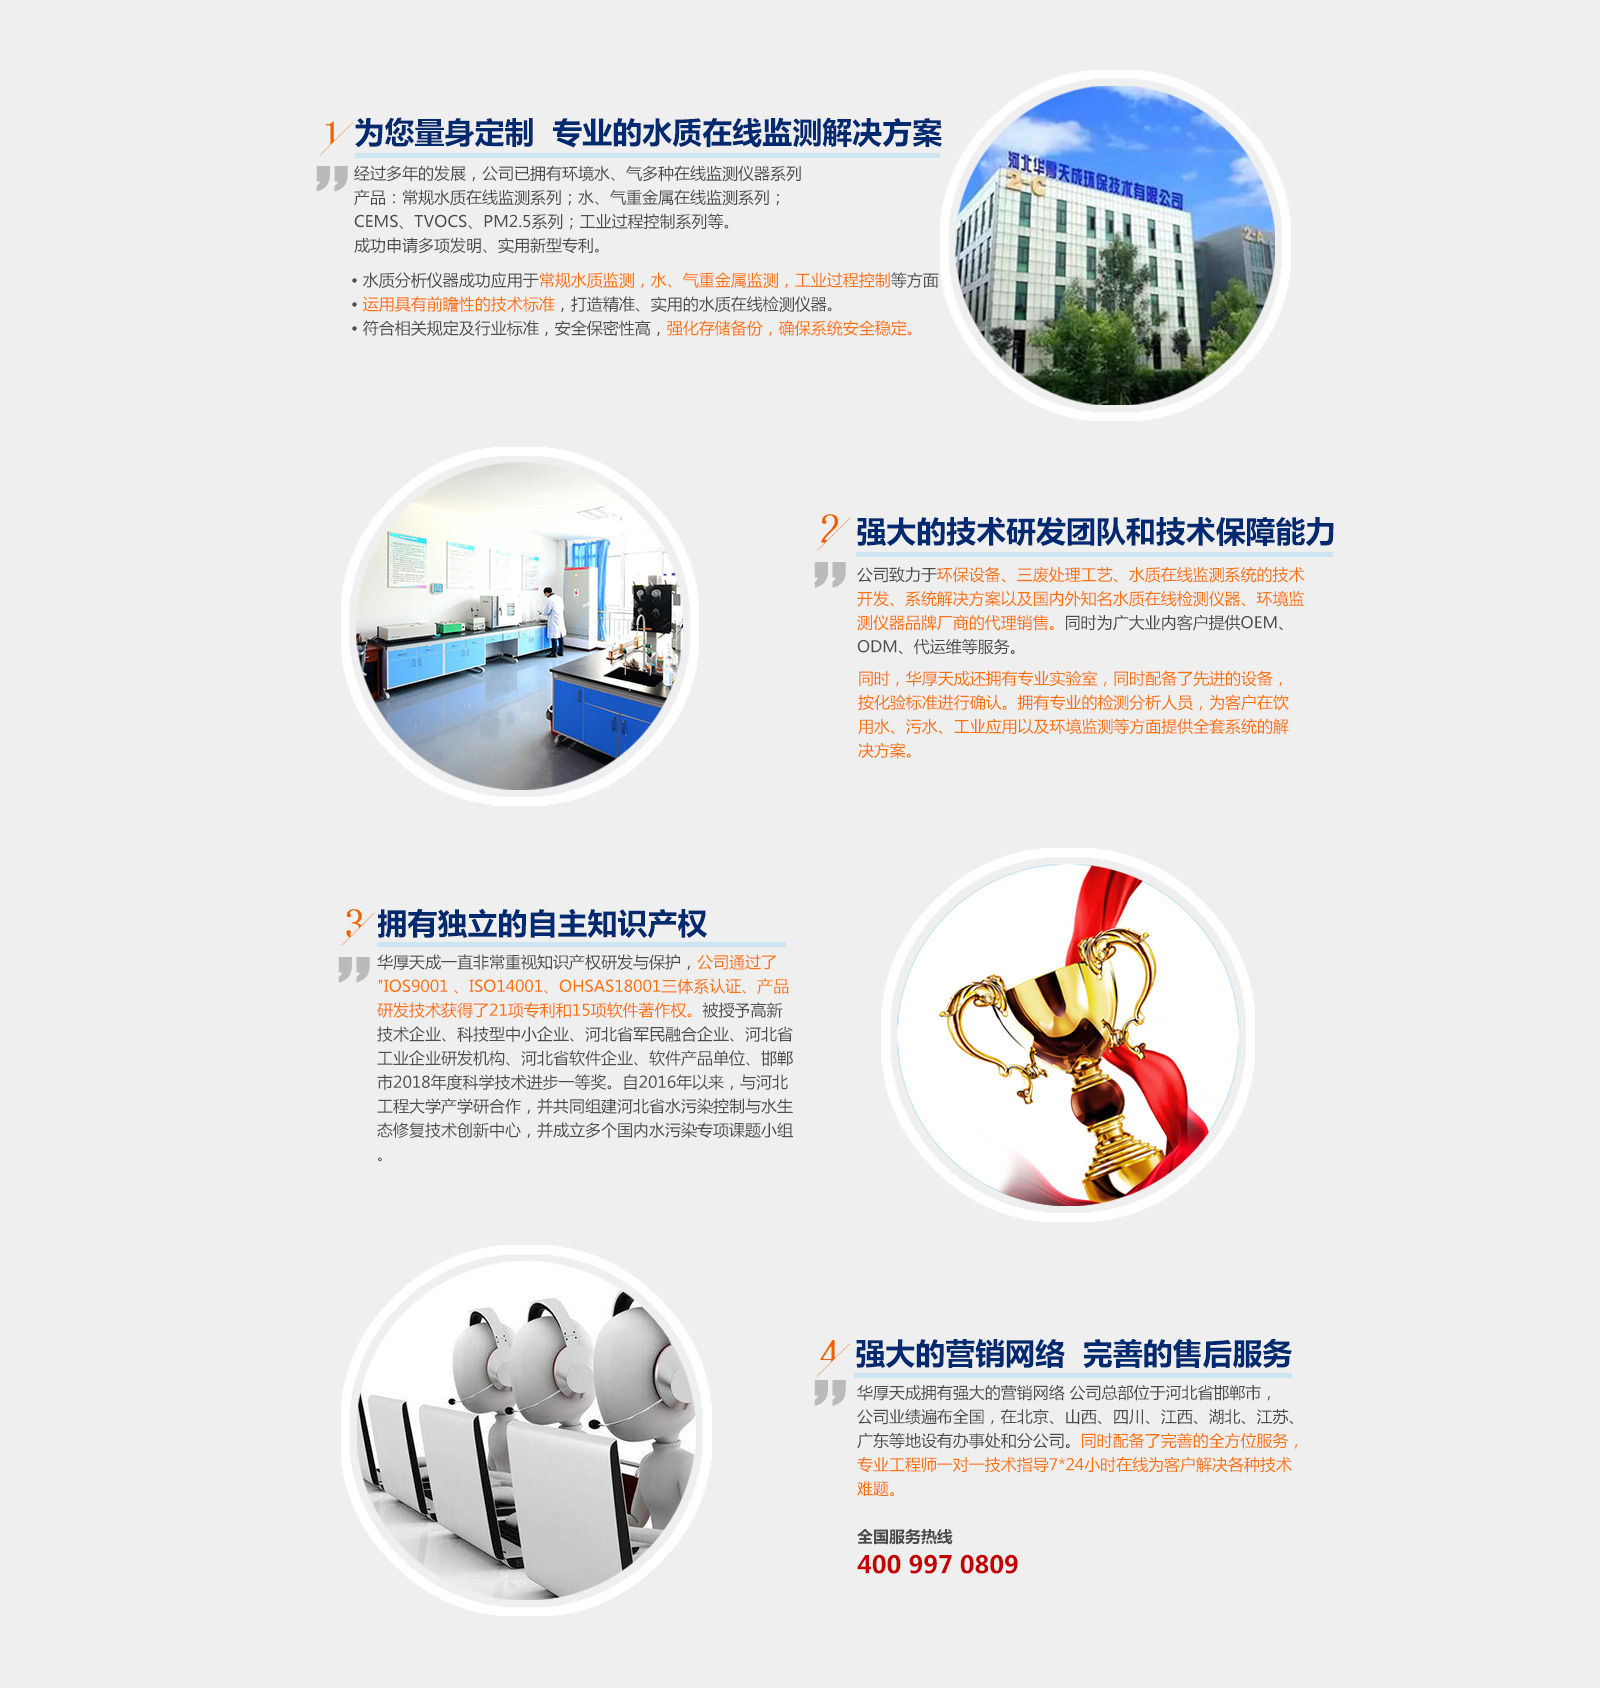 1 为您量身定制 专业的水质在线监测解决方案
经过多年的发展，公司已拥有环境水、气多种在线监测仪器系列
产品：常规水质在线监测系列；水、气重金属在线监测系列；
CEMS、TVOCS、PM2.5系列；工业过程控制系列等。
成功申请多项发明、实用新型专利。
• 水质分析仪器成功应用于常规水质监测，水、气重金属监测，工业过程控制等方面
• 运用具有前瞻性的技术标准，打造精准、实用的水质在线检测仪器。
• 符合相关规定及行业标准，安全保密性高，强化存储备份，确保系统安全稳定。
河北华厚天成环保技术有限公司
2-C
2-A
2 强大的技术研发团队和技术保障能力
公司致力于环保设备、三废处理工艺、水质在线监测系统的技术
开发、系统解决方案以及国内外知名水质在线检测仪器、环境监
测仪器品牌厂商的代理销售。同时为广大业内客户提供OEM、
ODM、代运维等服务。
同时，华厚天成还拥有专业实验室，同时配备了先进的设备，
按化验标准进行确认。拥有专业的检测分析人员，为客户在饮
用水、污水、工业应用以及环境监测等方面提供全套系统的解
决方案。
3 拥有独立的自主知识产权
华厚天成一直非常重视知识产权研发与保护，公司通过了
"IOS9001 、ISO14001、OHSAS18001三体系认证、产品
研发技术获得了21项专利和15项软件著作权。被授予高新
技术企业、科技型中小企业、河北省军民融合企业、河北省
工业企业研发机构、河北省软件企业、软件产品单位、邯郸
市2018年度科学技术进步一等奖。自2016年以来，与河北
工程大学产学研合作，并共同组建河北省水污染控制与水生
态修复技术创新中心，并成立多个国内水污染专项课题小组
。
4 强大的营销网络 完善的售后服务
华厚天成拥有强大的营销网络 公司总部位于河北省邯郸市，
公司业绩遍布全国，在北京、山西、四川、江西、湖北、江苏、
广东等地设有办事处和分公司。同时配备了完善的全方位服务，
专业工程师一对一技术指导7*24小时在线为客户解决各种技术
难题。
全国服务热线
400 997 0809